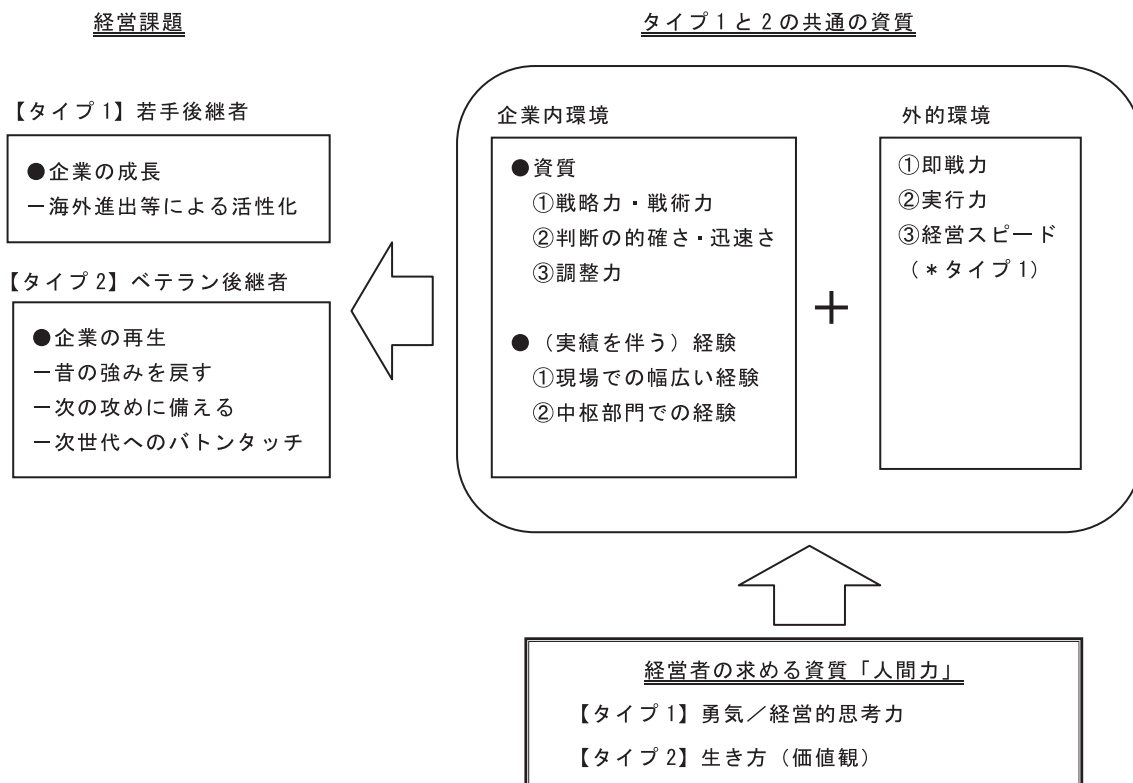 経営課題
タイプ1と2の共通の資質
【タイプ1】若手後継者
●企業の成長
－海外進出等による活性化
【タイプ2】ベテラン後継者
●企業の再生
－昔の強みを戻す
－次の攻めに備える
－次世代へのバトンタッチ
企業内環境
●資質
①戦略力・戦術力
②判断の的確さ・迅速さ
③調整力
●（実績を伴う）経験
①現場での幅広い経験
②中枢部門での経験
＋
外的環境
①即戦力
②実行力
③経営スピード
（＊タイプ1）
経営者の求める資質「人間力」
【タイプ1】勇気／経営的思考力
【タイプ2】生き方（価値観）